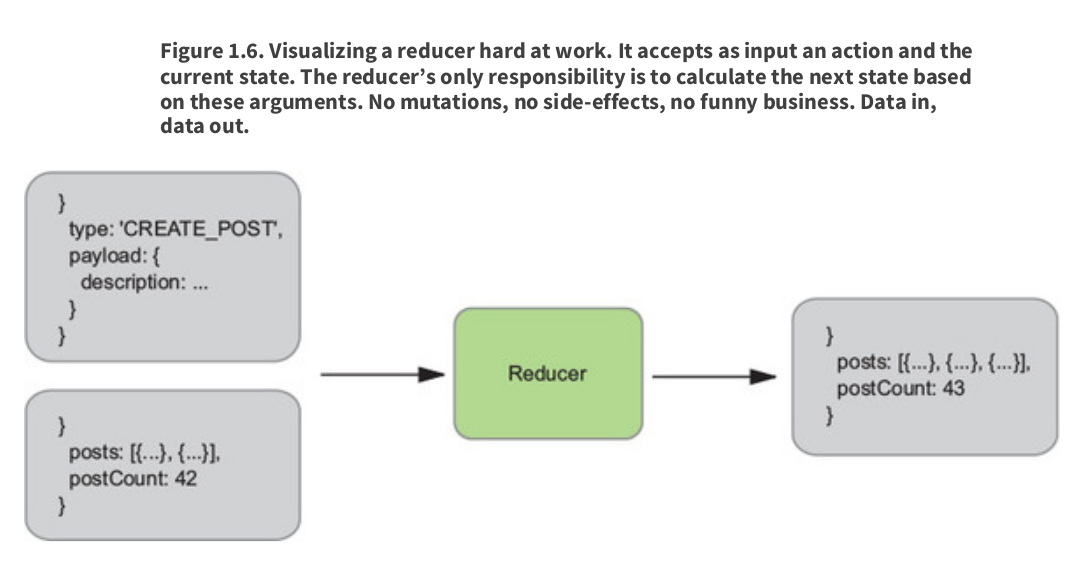 Figure 1.6. Visualizing a reducer hard at work. It accepts as input an action and the
current state. The reducer’s only responsibility is to calculate the next state based
on these arguments. No mutations, no side-effects, no funny business. Data in,
data out.
}
type: 'CREATE_POST',
payload: {
description: ...
}
}
}
posts: [{...}, {...}],
postCount: 42
}
Reducer
}
posts: [{...}, {...}, {...}],
postCount: 43
}